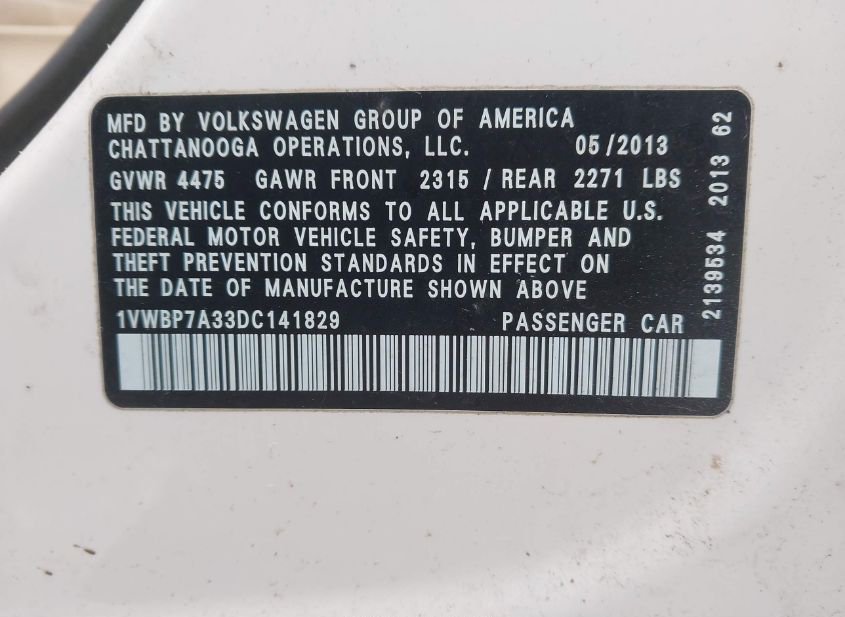 MFD BY VOLKSWAGEN GROUP OF AMERICA
CHATTANOOGA OPERATIONS, LLC. 05/2013
GVWR 4475 GAWR FRONT 2315 / REAR 2271 LBS
THIS VEHICLE CONFORMS TO ALL APPLICABLE U.S.
FEDERAL MOTOR VEHICLE SAFETY, BUMPER AND
THEFT PREVENTION STANDARDS IN EFFECT ON
THE DATE OF MANUFACTURE SHOWN ABOVE
1VWBP7A33DC141829 PASSENGER CAR
2139534 2013 62